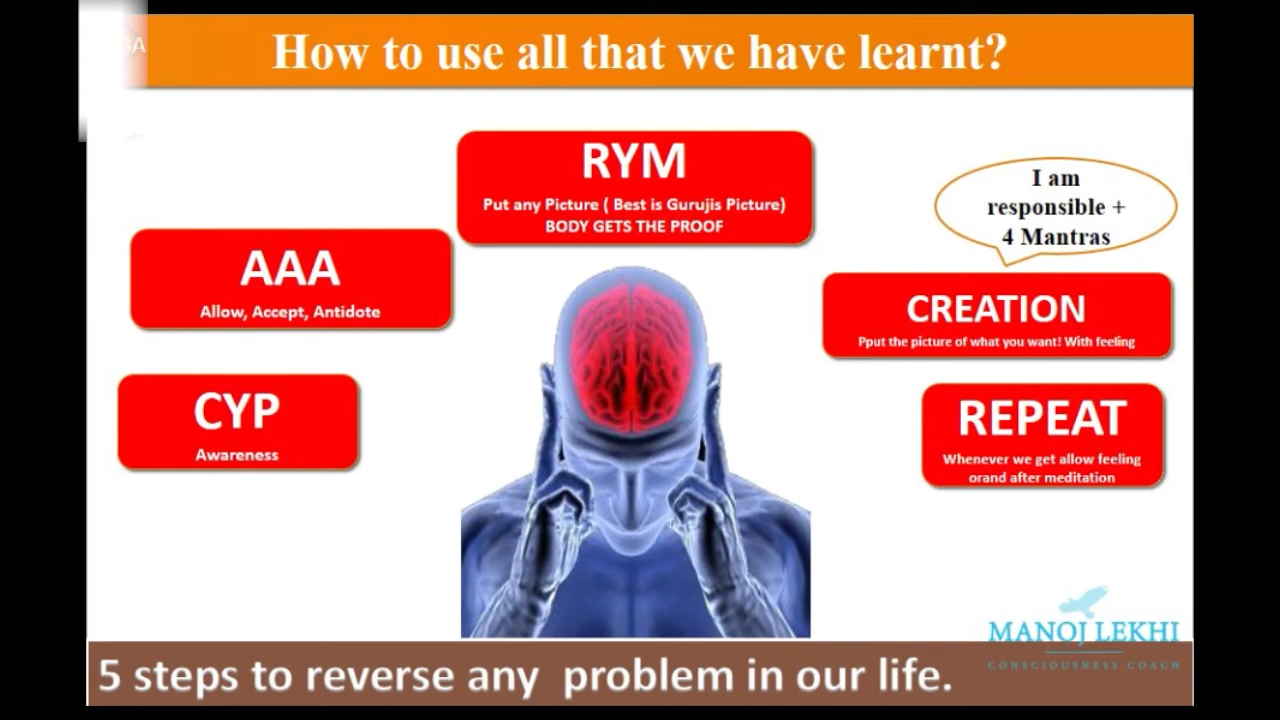 BA
How to use all that we have learnt?
RYM
Put any Picture ( Best is Gurujis Picture)
BODY GETS THE PROOF
I am
responsible +
4 Mantras
AAA
Allow, Accept, Antidote
CREATION
Pput the picture of what you want! With feeling
CYP
Awareness
REPEAT
Whenever we get allow feeling
orand after meditation
MANOJ LEKHI
CONSCIOUSNESS COACH
5 steps to reverse any problem in our life.